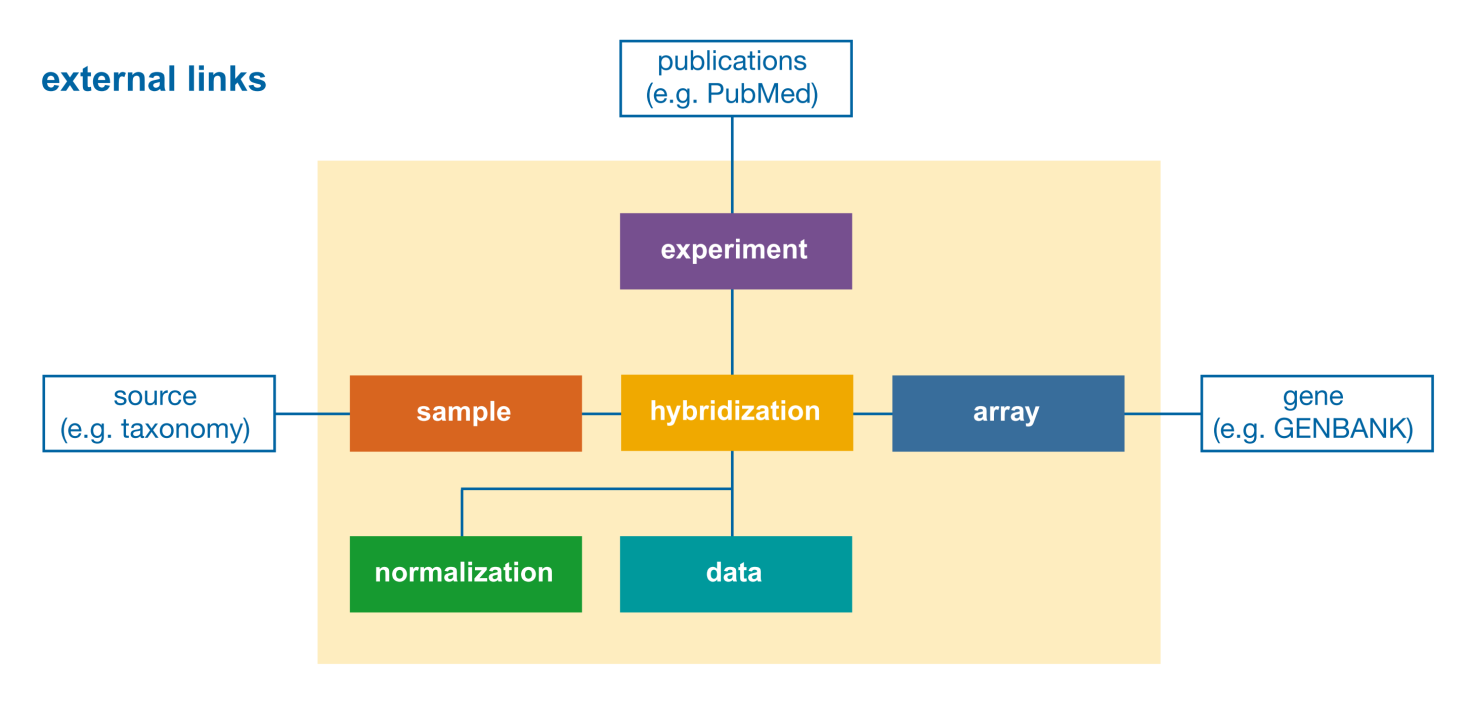 external links
publications
(e.g. PubMed)
experiment
source
(e.g. taxonomy)
sample
hybridization
array
gene
(e.g. GENBANK)
normalization
data